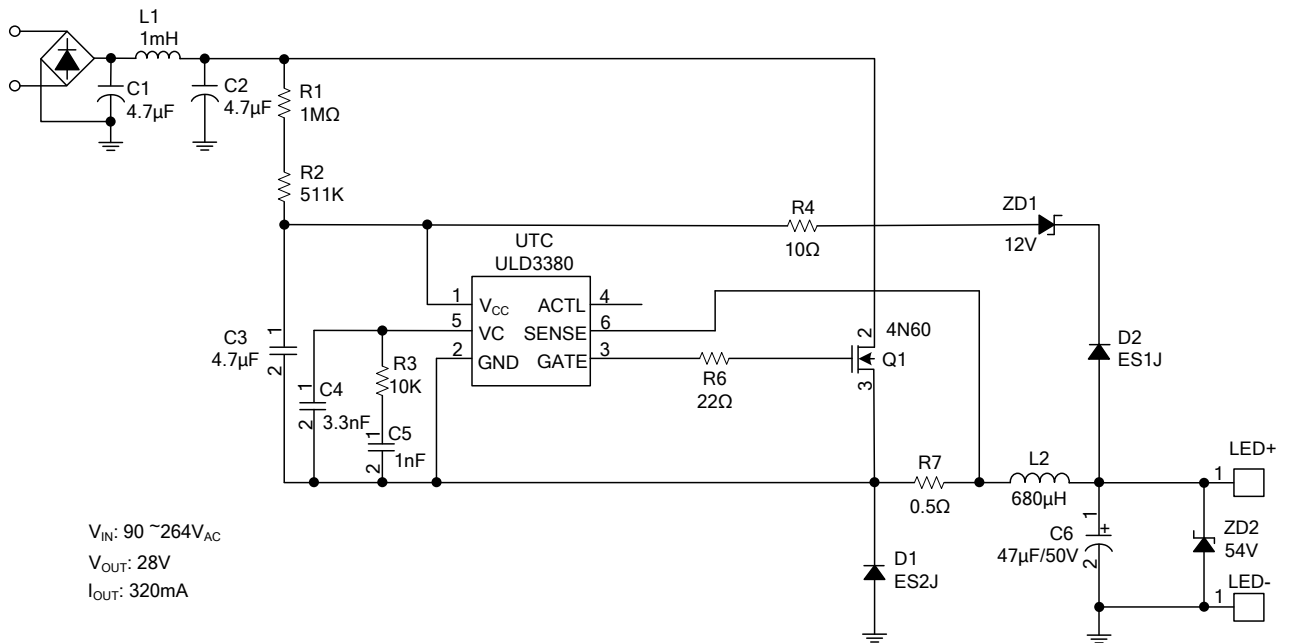 L1
1mH
C1
4.7µF
C2
4.7µF
R1
1MΩ
R2
511K
R4
10Ω
ZD1
12V
UTC
ULD3380
1
VCC
ACTL
4
5
VC
SENSE
6
2
GND
GATE
3
C3
4.7µF
1
2
C4
3.3nF
1
2
R3
10K
C5
1nF
1
2
R6
22Ω
4N60
Q1
2
3
D2
ES1J
R7
0.5Ω
L2
680µH
LED+
1
C6
47µF/50V
1
+
2
ZD2
54V
LED-
1
D1
ES2J
VIN: 90 ~264VAC
VOUT: 28V
IOUT: 320mA